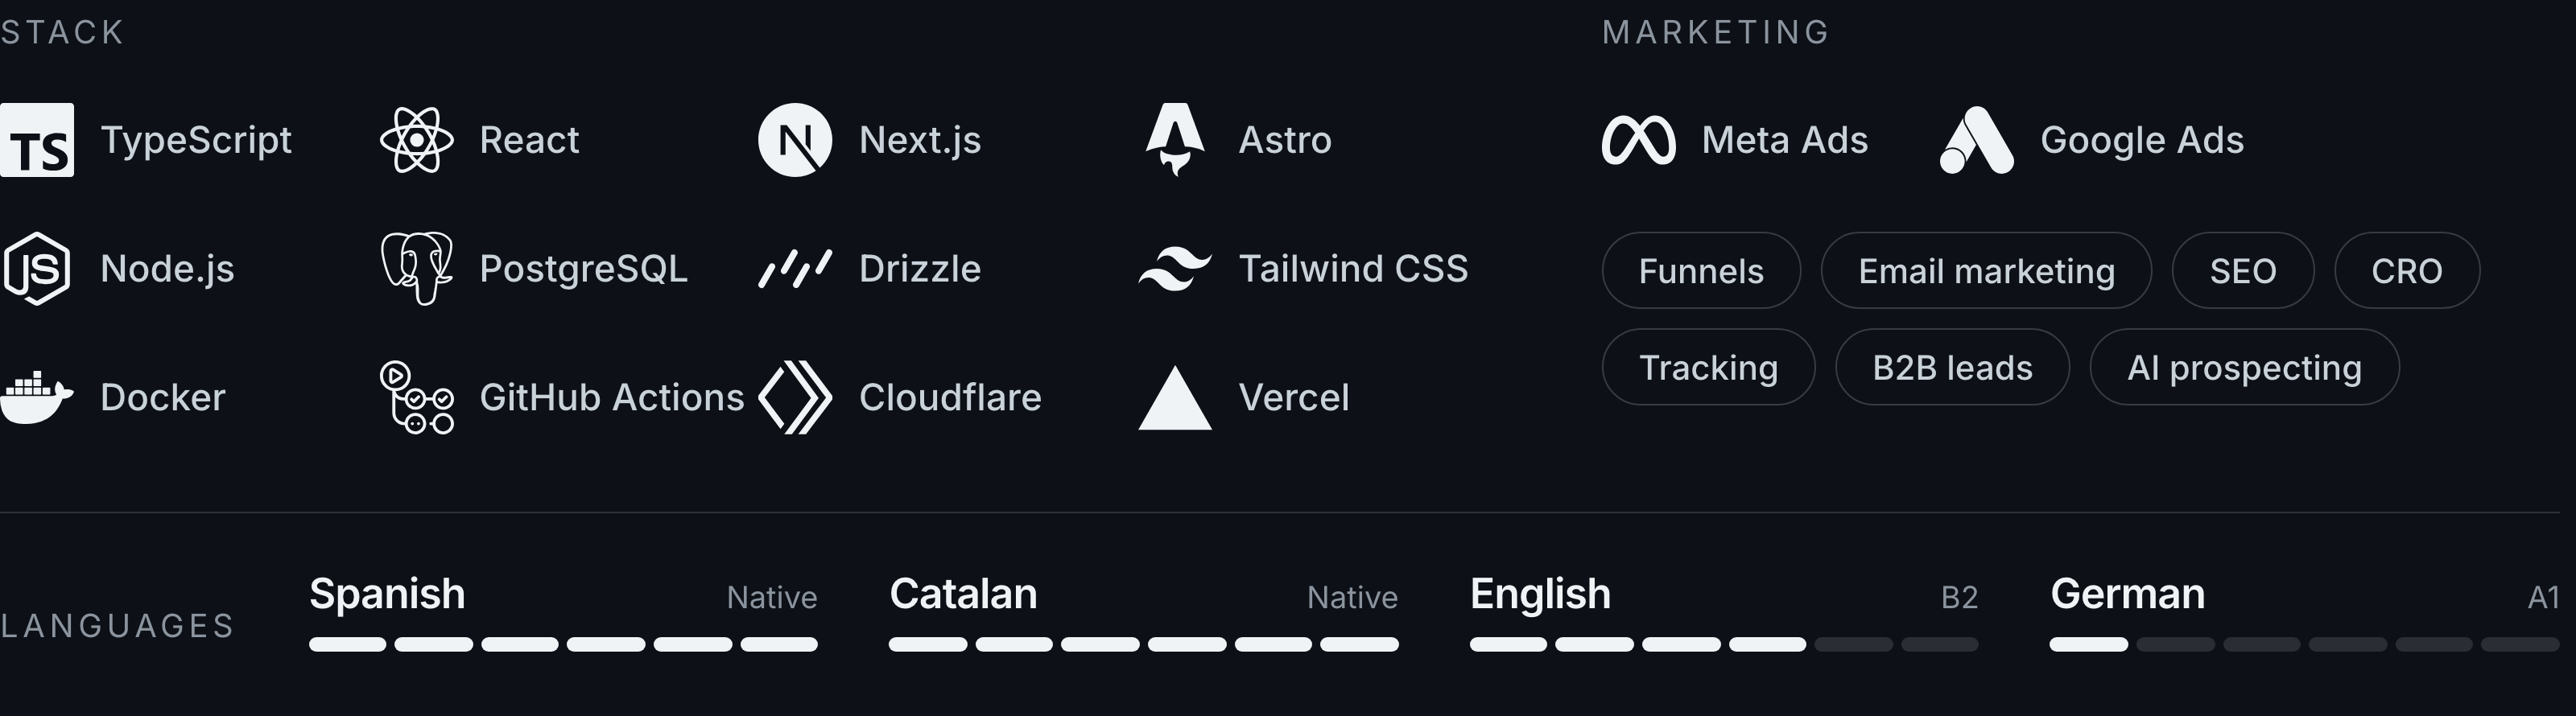 STACK
TypeScript React Next.js Astro
Node.js PostgreSQL Drizzle Tailwind CSS
Docker GitHub Actions Cloudflare Vercel
MARKETING
Meta Ads Google Ads
Funnels Email marketing SEO CRO
Tracking B2B leads AI prospecting
LANGUAGES
Spanish Native
Catalan Native
English B2
German A1